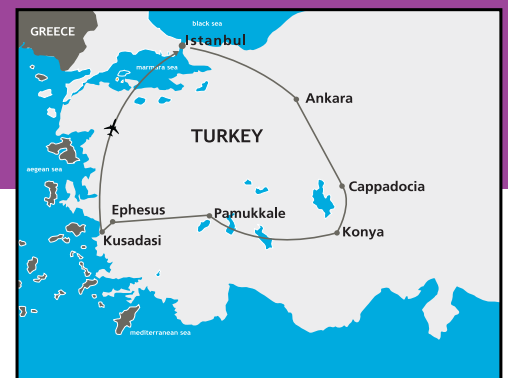 black sea
GREECE
Istanbul
marmara sea
Ankara
TURKEY
aegean sea
Cappadocia
Ephesus
Pamukkale
Konya
Kusadasi
mediterranean sea